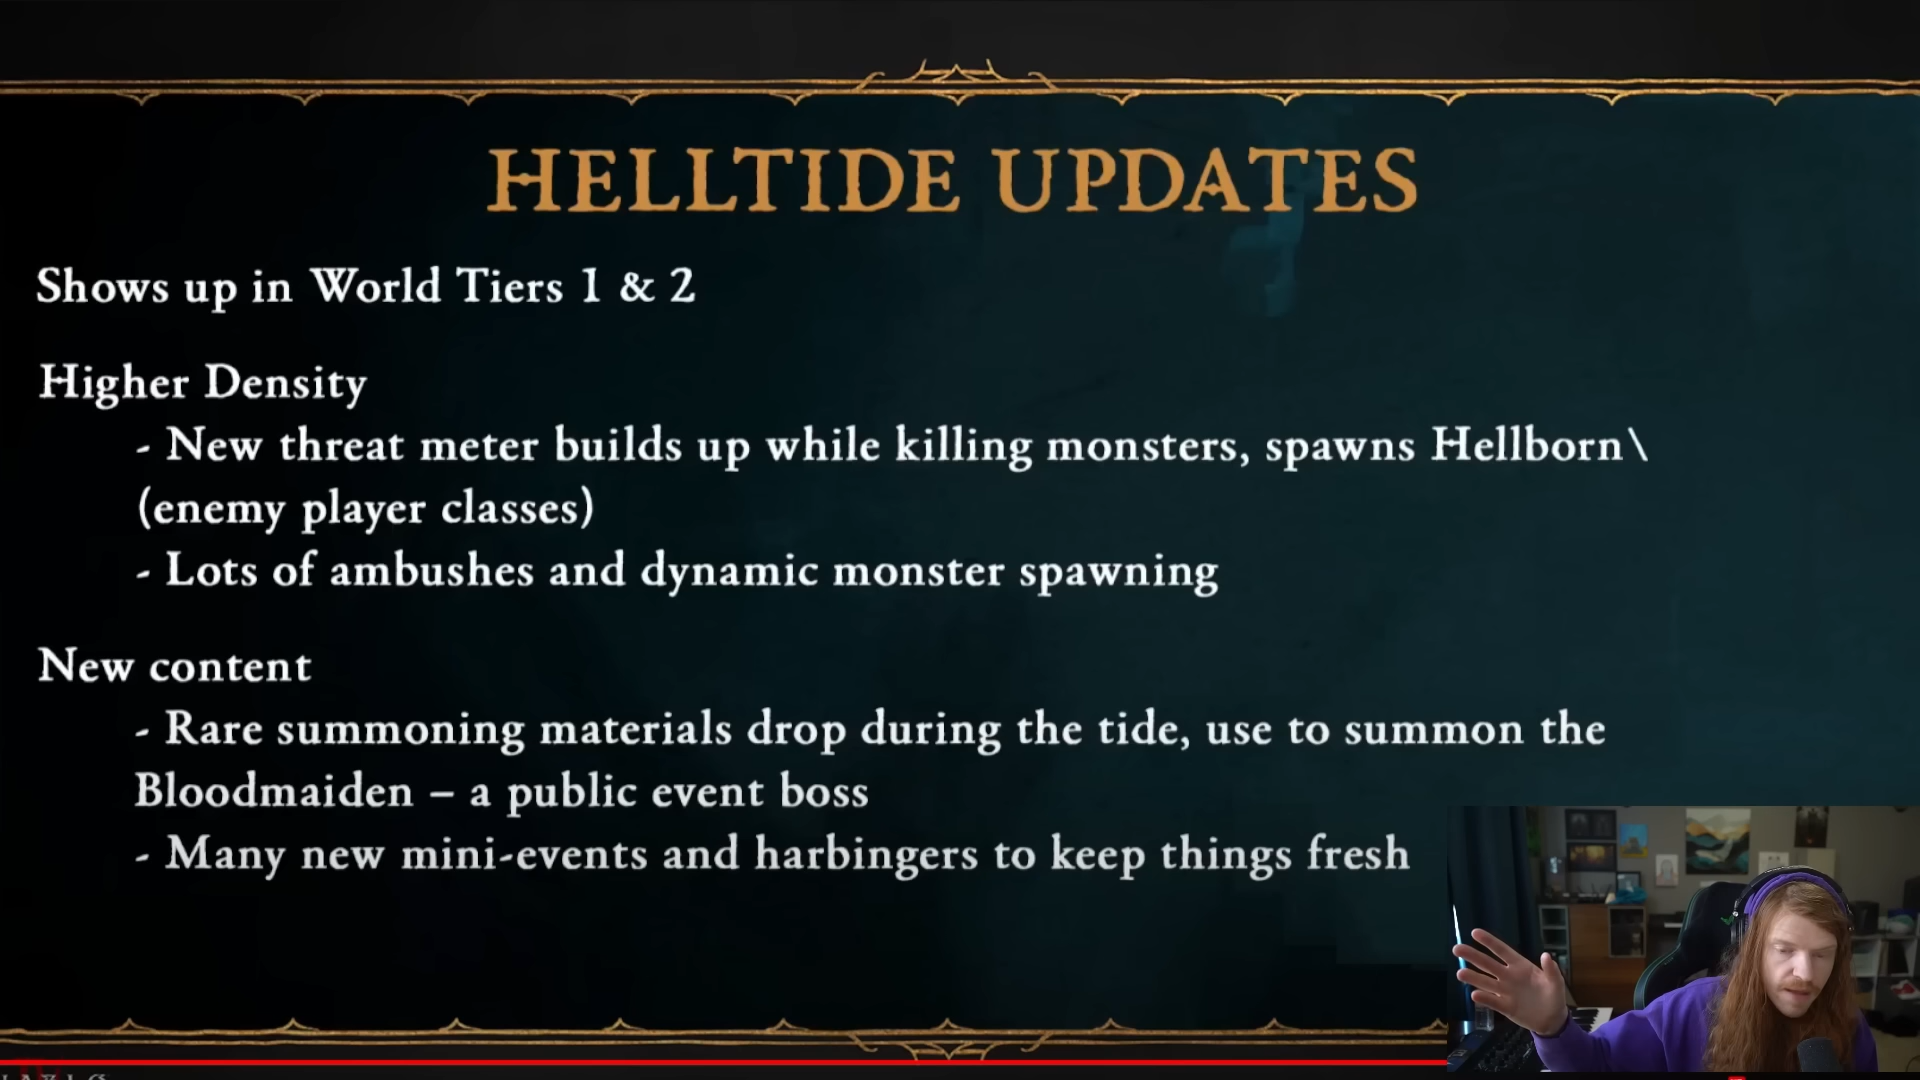 HELLTIDE UPDATES
Shows up in World Tiers 1 & 2
Higher Density
- New threat meter builds up while killing monsters, spawns Hellborn\
(enemy player classes)
- Lots of ambushes and dynamic monster spawning
New content
- Rare summoning materials drop during the tide, use to summon the
Bloodmaiden – a public event boss
- Many new mini-events and harbingers to keep things fresh